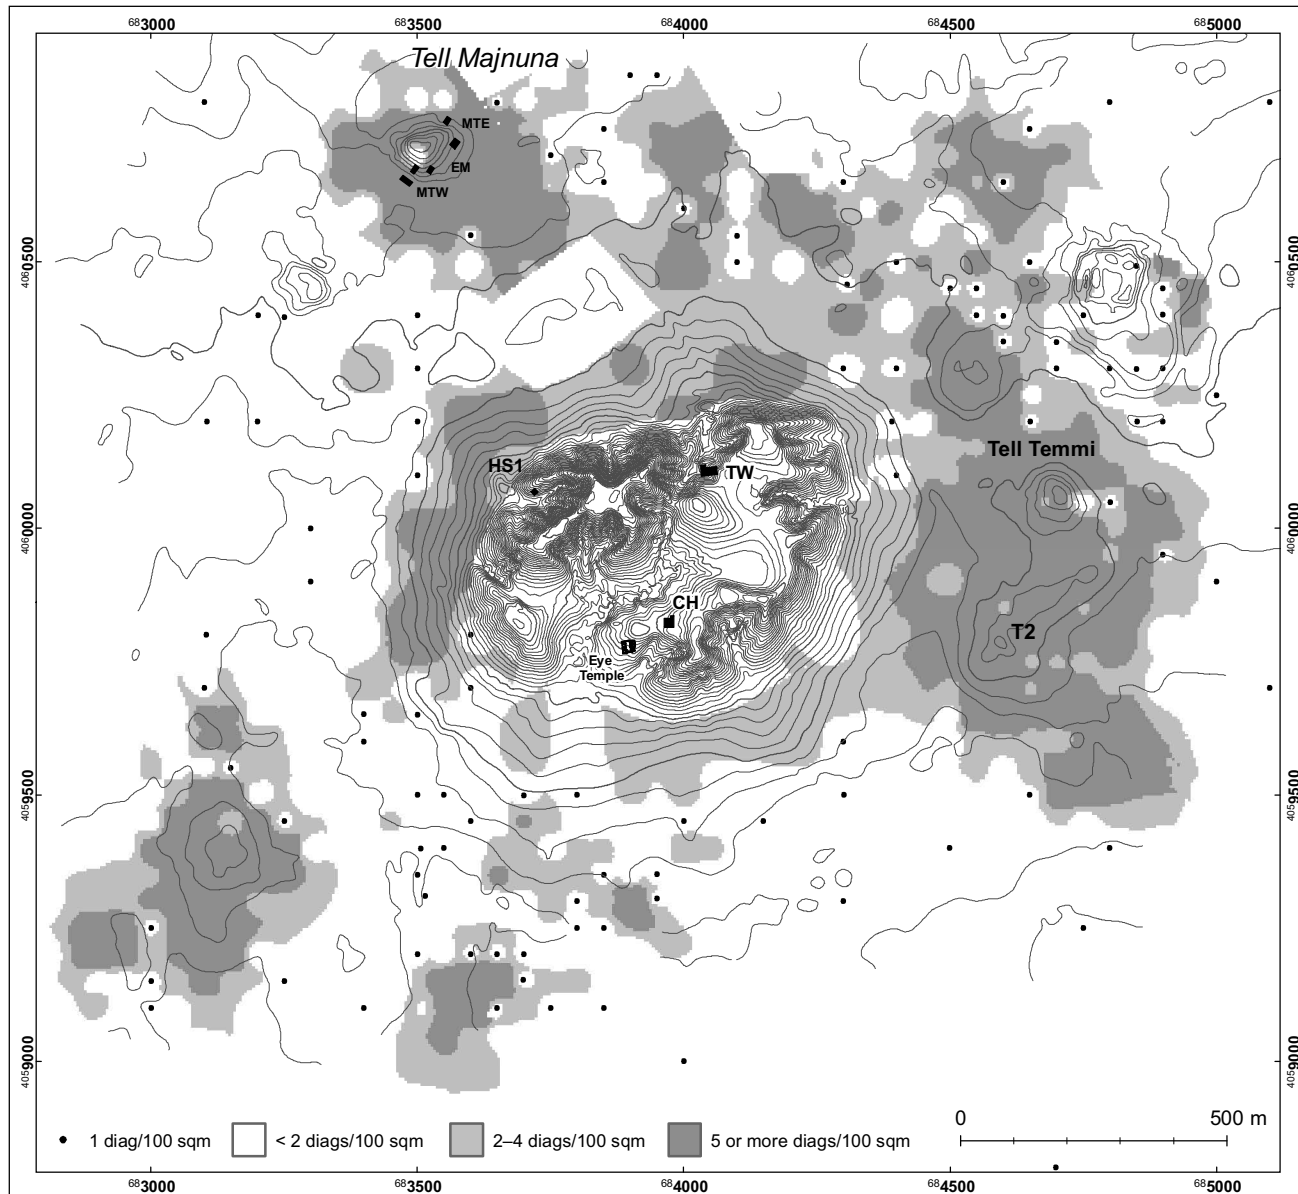 683000 683500 684000 684500 685000
Tell Majnuna
MTE
EM
MTW
4060500 4060500
Tell Temmi
HS1
TW
4060000 4060000
CH
T2
Eye
Temple
4059500 4059500
4059000 4059000
0 500 m
1 diag/100 sqm < 2 diags/100 sqm 2–4 diags/100 sqm 5 or more diags/100 sqm
683000 683500 684000 684500 685000